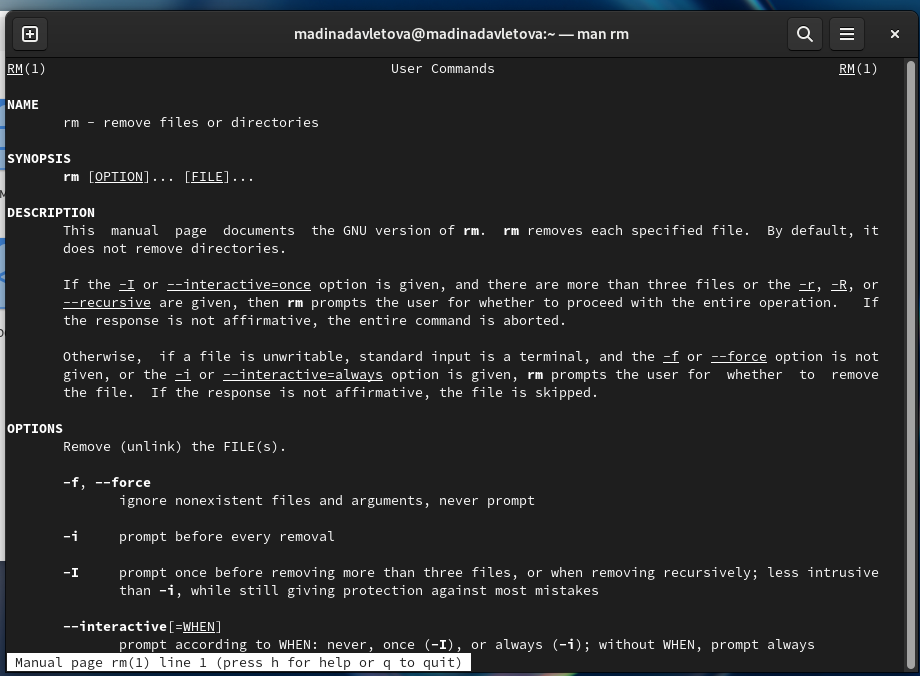 madinadavletova@madinadavletova:~ — man rm
RM(1) User Commands RM(1)
NAME
rm - remove files or directories
SYNOPSIS
rm [OPTION]... [FILE]...
DESCRIPTION
This manual page documents the GNU version of rm. rm removes each specified file. By default, it
does not remove directories.
If the -I or --interactive=once option is given, and there are more than three files or the -r, -R, or
--recursive are given, then rm prompts the user for whether to proceed with the entire operation. If
the response is not affirmative, the entire command is aborted.
Otherwise, if a file is unwritable, standard input is a terminal, and the -f or --force option is not
given, or the -i or --interactive=always option is given, rm prompts the user for whether to remove
the file. If the response is not affirmative, the file is skipped.
OPTIONS
Remove (unlink) the FILE(s).
-f, --force
ignore nonexistent files and arguments, never prompt
-i prompt before every removal
-I prompt once before removing more than three files, or when removing recursively; less intrusive
than -i, while still giving protection against most mistakes
--interactive[=WHEN]
prompt according to WHEN: never, once (-I), or always (-i); without WHEN, prompt always
Manual page rm(1) line 1 (press h for help or q to quit)